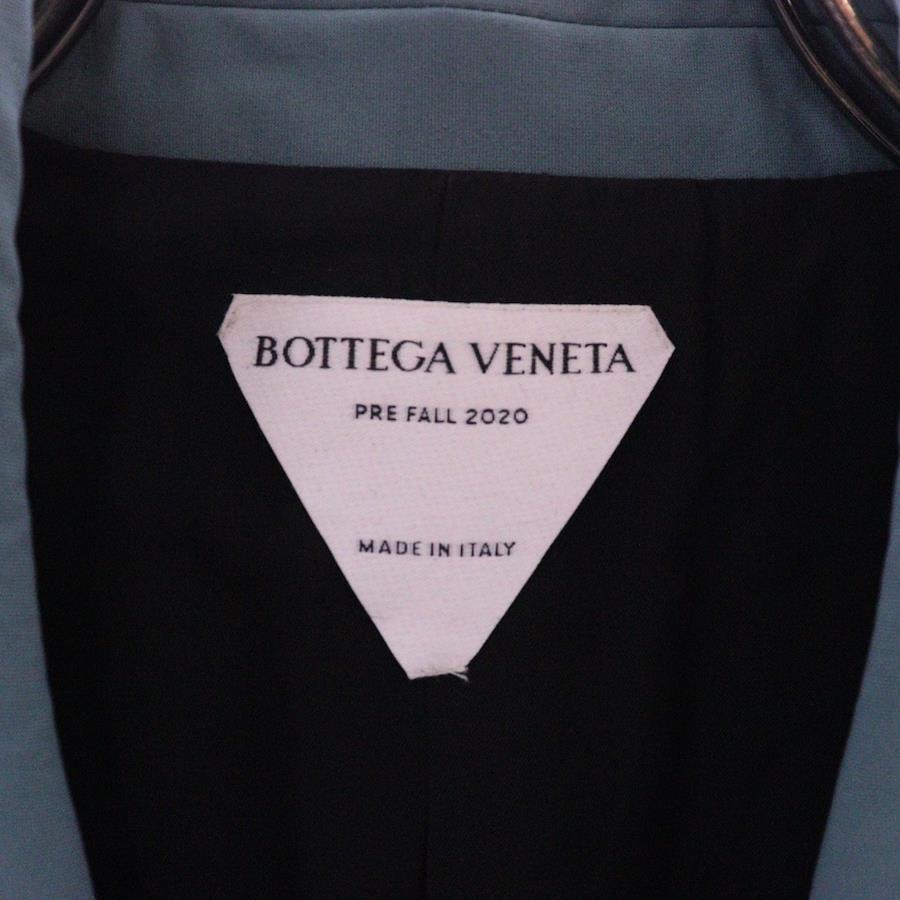 BOTTEGA VENETA
PRE FALL 2020
MADE IN ITALY